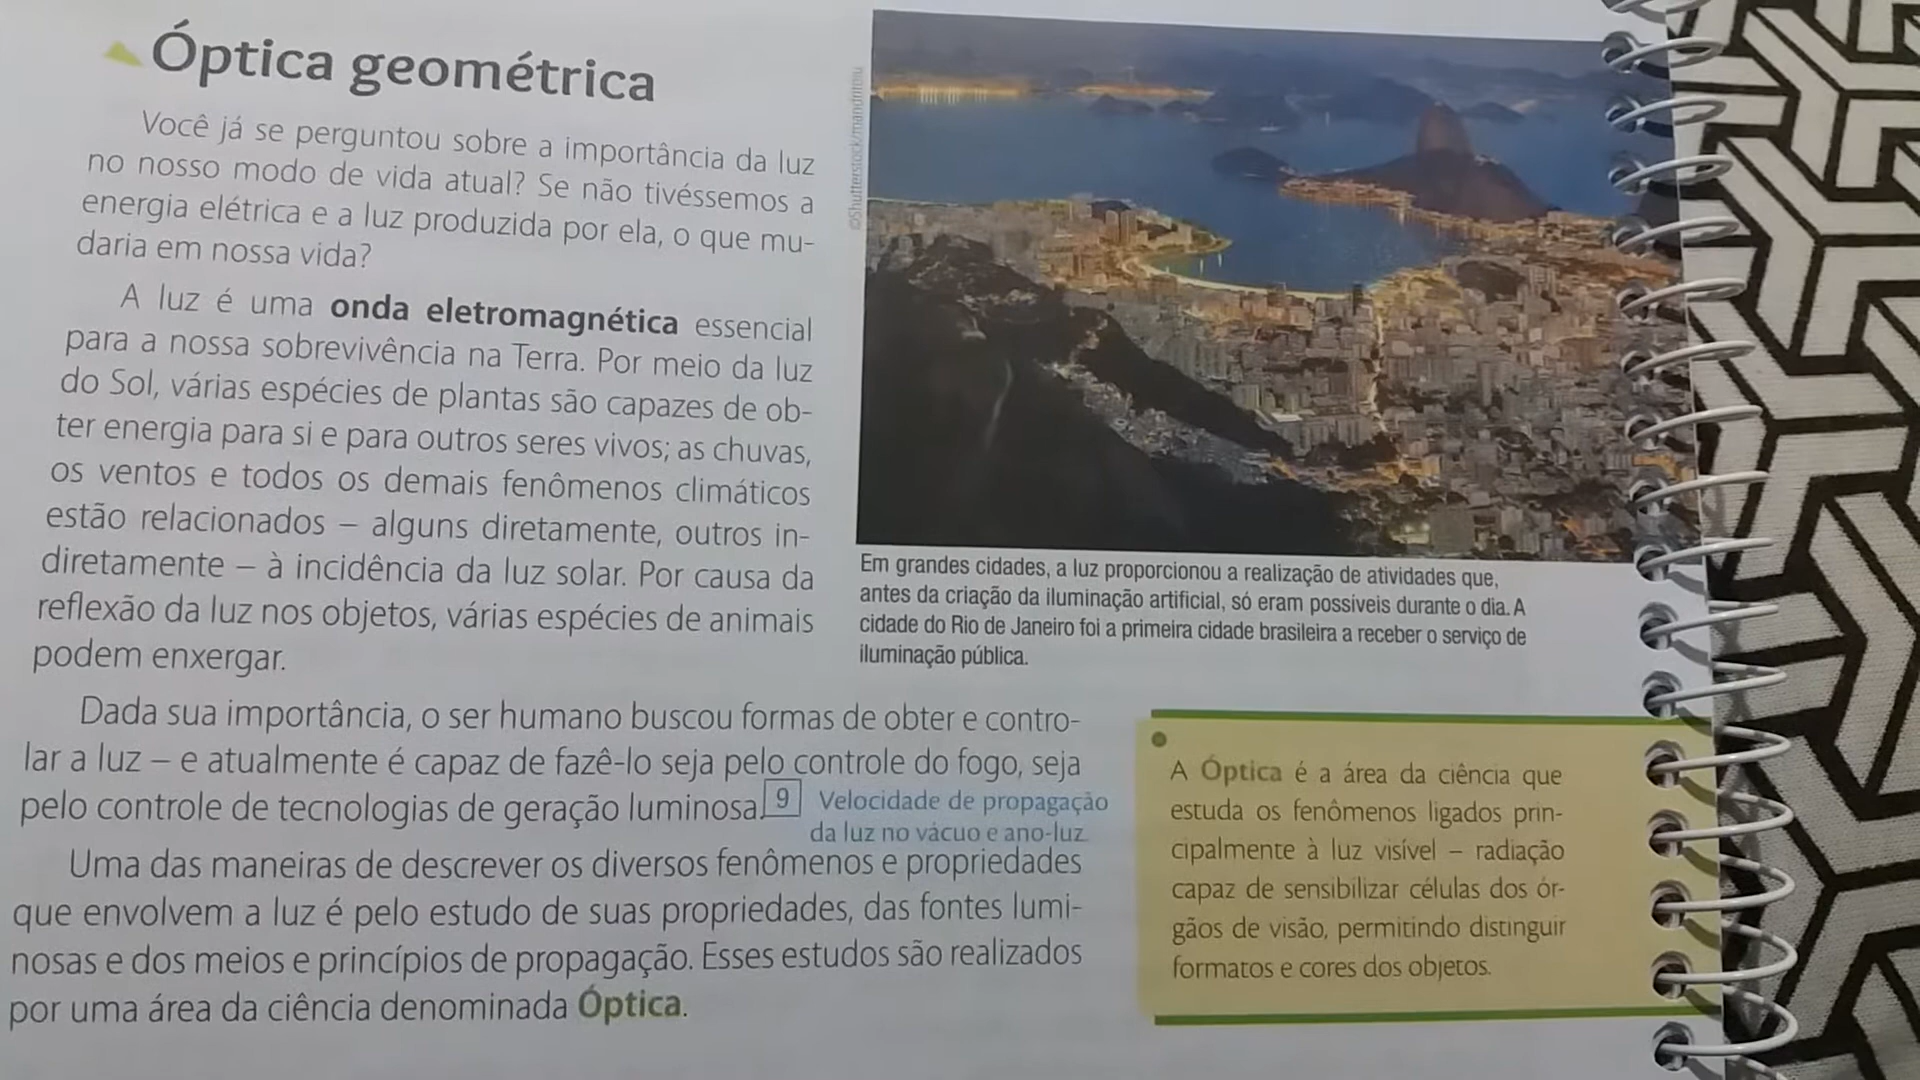 Óptica geométrica
Você já se perguntou sobre a importância da luz
no nosso modo de vida atual? Se não tivéssemos a
energia elétrica e a luz produzida por ela, o que mu-
daria em nossa vida?
A luz é uma onda eletromagnética essencial
para a nossa sobrevivência na Terra. Por meio da luz
do Sol, várias espécies de plantas são capazes de ob-
ter energia para si e para outros seres vivos; as chuvas,
os ventos e todos os demais fenômenos climáticos
estão relacionados – alguns diretamente, outros in-
diretamente – à incidência da luz solar. Por causa da
reflexão da luz nos objetos, várias espécies de animais
podem enxergar.
©Shutterstock/mandritoiu
Em grandes cidades, a luz proporcionou a realização de atividades que,
antes da criação da iluminação artificial, só eram possíveis durante o dia. A
cidade do Rio de Janeiro foi a primeira cidade brasileira a receber o serviço de
iluminação pública.
Dada sua importância, o ser humano buscou formas de obter e contro-
lar a luz – e atualmente é capaz de fazê-lo seja pelo controle do fogo, seja
pelo controle de tecnologias de geração luminosa. 9 Velocidade de propagação
da luz no vácuo e ano-luz
Uma das maneiras de descrever os diversos fenômenos e propriedades
que envolvem a luz é pelo estudo de suas propriedades, das fontes lumi-
nosas e dos meios e princípios de propagação. Esses estudos são realizados
por uma área da ciência denominada Óptica.
A Óptica é a área da ciência que
estuda os fenômenos ligados prin-
cipalmente à luz visível – radiação
capaz de sensibilizar células dos ór-
gãos de visão, permitindo distinguir
formatos e cores dos objetos.